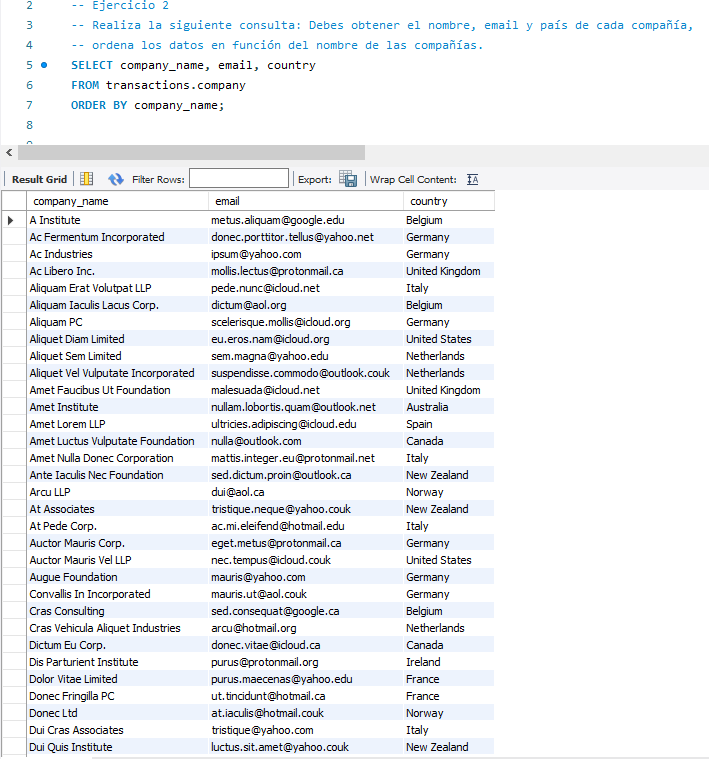 2 -- Ejercicio 2
3 -- Realiza la siguiente consulta: Debes obtener el nombre, email y país de cada compañía,
4 -- ordena los datos en función del nombre de las compañías.
5 SELECT company_name, email, country
6 FROM transactions.company
7 ORDER BY company_name;
8
Result Grid Filter Rows: Export: Wrap Cell Content: IA
company_name email country
A Institute metus.aliquam@google.edu Belgium
Ac Fermentum Incorporated donec.porttitor.tellus@yahoo.net Germany
Ac Industries ipsum@yahoo.com Germany
Ac Libero Inc. mollis.lectus@protonmail.ca United Kingdom
Aliquam Erat Volutpat LLP pede.nunc@icloud.net Italy
Aliquam Iaculis Lacus Corp. dictum@aol.org Belgium
Aliquam PC scelerisque.mollis@icloud.org Germany
Aliquet Diam Limited eu.eros.nam@icloud.org United States
Aliquet Sem Limited sem.magna@yahoo.edu Netherlands
Aliquet Vel Vulputate Incorporated suspendisse.commodo@outlook.couk Netherlands
Amet Faucibus Ut Foundation malesuada@icloud.net United Kingdom
Amet Institute nullam.lobortis.quam@outlook.net Australia
Amet Lorem LLP ultricies.adipiscing@icloud.edu Spain
Amet Luctus Vulputate Foundation nulla@outlook.com Canada
Amet Nulla Donec Corporation mattis.integer.eu@protonmail.net Italy
Ante Iaculis Nec Foundation sed.dictum.proin@outlook.ca New Zealand
Arcu LLP dui@aol.ca Norway
At Associates tristique.neque@yahoo.couk New Zealand
At Pede Corp. ac.mi.eleifend@hotmail.edu Italy
Auctor Mauris Corp. eget.metus@protonmail.ca Germany
Auctor Mauris Vel LLP nec.tempus@icloud.couk United States
Augue Foundation mauris@yahoo.com Germany
Convallis In Incorporated mauris.ut@aol.couk Germany
Cras Consulting sed.consequat@google.ca Belgium
Cras Vehicula Aliquet Industries arcu@hotmail.org Netherlands
Dictum Eu Corp. donec.vitae@icloud.ca Canada
Dis Parturient Institute purus@protonmail.org Ireland
Dolor Vitae Limited purus.maecenas@yahoo.edu France
Donec Fringilla PC ut.tincidunt@hotmail.ca France
Donec Ltd at.iaculis@hotmail.couk Norway
Dui Cras Associates tristique@yahoo.com Italy
Dui Quis Institute luctus.sit.amet@yahoo.couk New Zealand